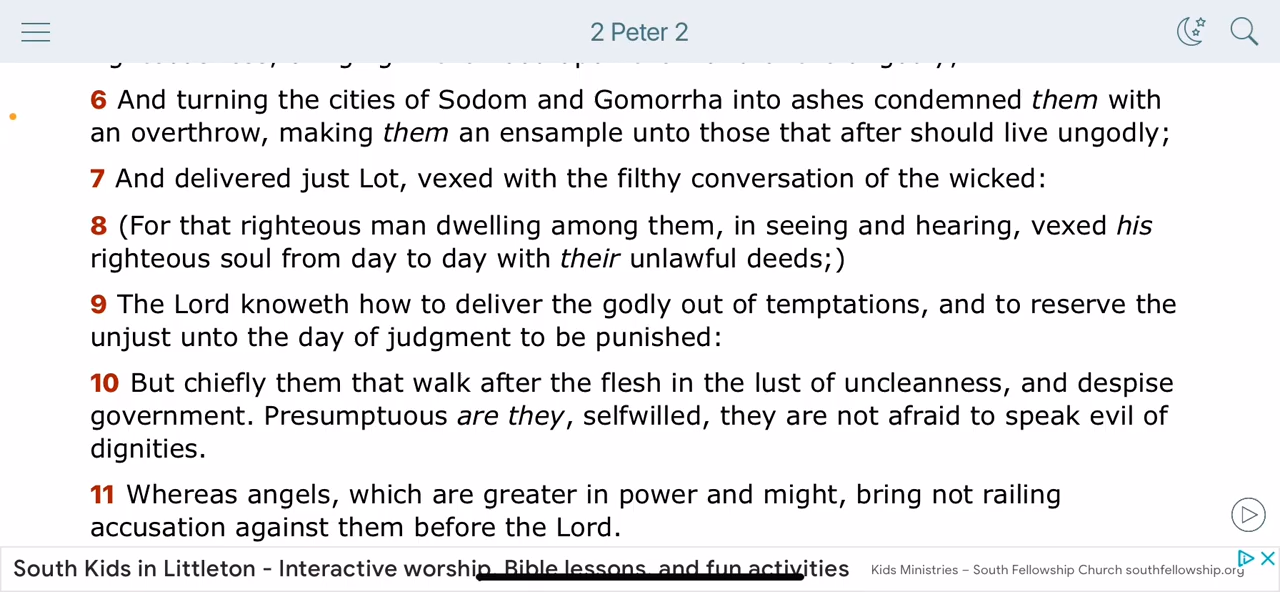 2 Peter 2
6 And turning the cities of Sodom and Gomorrha into ashes condemned them with
an overthrow, making them an ensample unto those that after should live ungodly;
7 And delivered just Lot, vexed with the filthy conversation of the wicked:
8 (For that righteous man dwelling among them, in seeing and hearing, vexed his
righteous soul from day to day with their unlawful deeds;)
9 The Lord knoweth how to deliver the godly out of temptations, and to reserve the
unjust unto the day of judgment to be punished:
10 But chiefly them that walk after the flesh in the lust of uncleanness, and despise
government. Presumptuous are they, selfwilled, they are not afraid to speak evil of
dignities.
11 Whereas angels, which are greater in power and might, bring not railing
accusation against them before the Lord.
South Kids in Littleton - Interactive worship, Bible lessons, and fun activities Kids Ministries – South Fellowship Church southfellowship.org